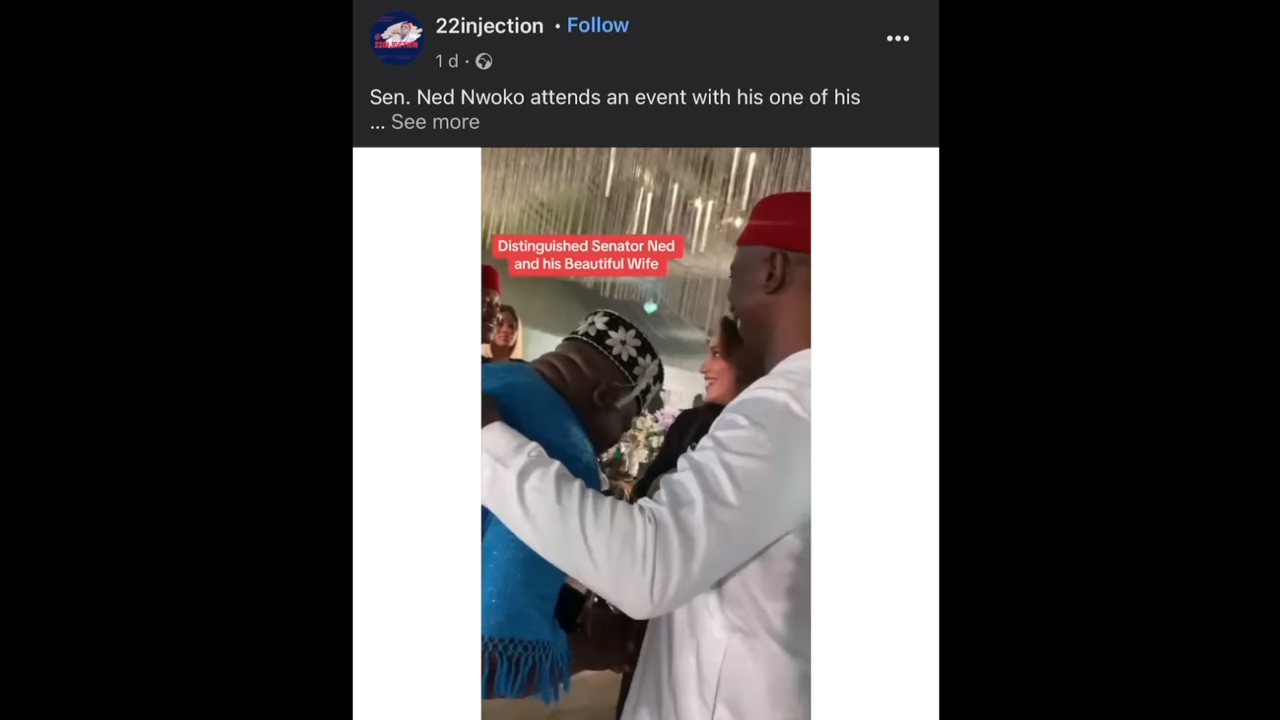 22injection · Follow
1 d ·
Sen. Ned Nwoko attends an event with his one of his
... See more
Distinguished Senator Ned
and his Beautiful Wife
22INJECTION